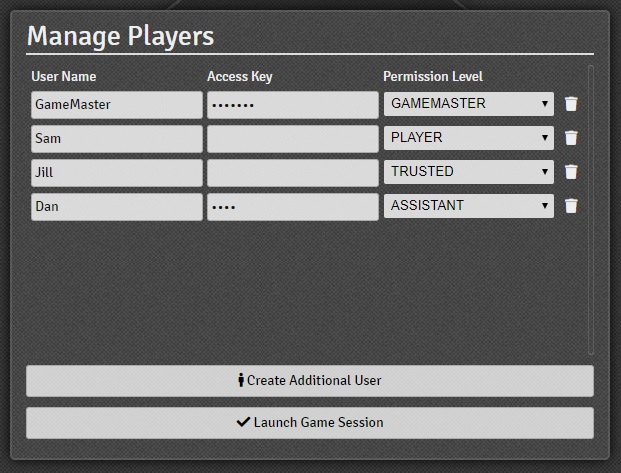 Manage Players
User Name Access Key Permission Level
GameMaster ••••••• GAMEMASTER
Sam PLAYER
Jill TRUSTED
Dan •••• ASSISTANT
Create Additional User
Launch Game Session